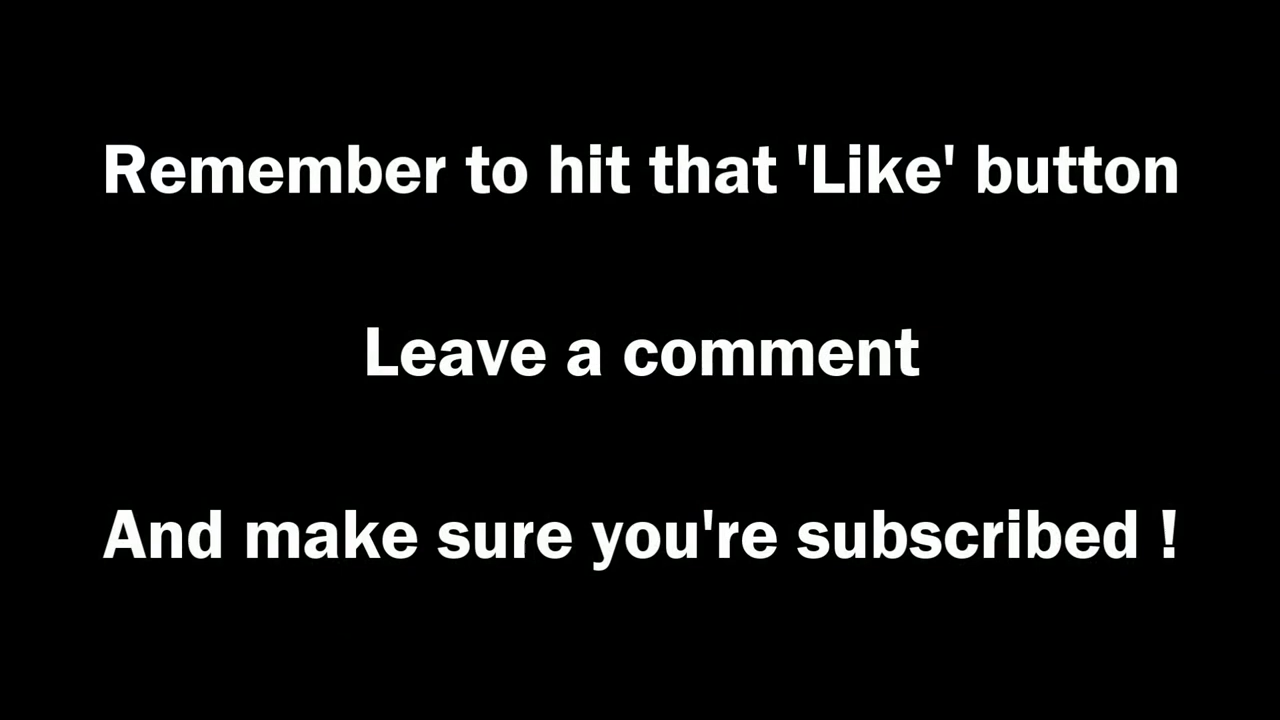 Remember to hit that 'Like' button
Leave a comment
And make sure you're subscribed !